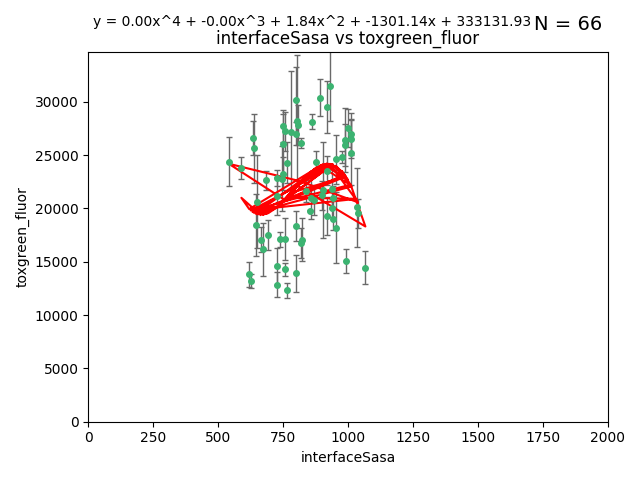 y = 0.00x^4 + -0.00x^3 + 1.84x^2 + -1301.14x + 333131.93 N = 66
interfaceSasa vs toxgreen_fluor
30000
25000
20000
15000
10000
5000
0
toxgreen_fluor
0 250 500 750 1000 1250 1500 1750 2000
interfaceSasa